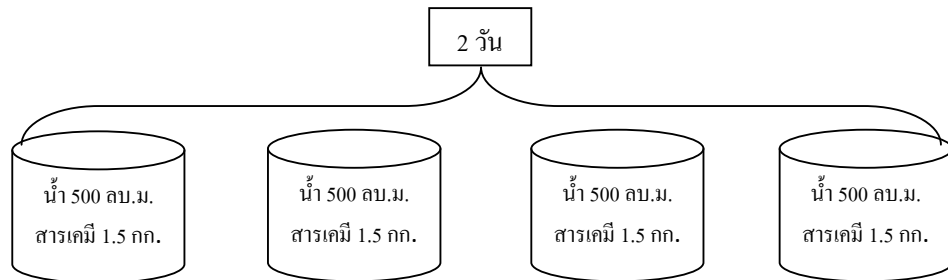 2 วัน
น้ำ 500 ลบ.ม.
สารเคมี 1.5 กก.
น้ำ 500 ลบ.ม.
สารเคมี 1.5 กก.
น้ำ 500 ลบ.ม.
สารเคมี 1.5 กก.
น้ำ 500 ลบ.ม.
สารเคมี 1.5 กก.